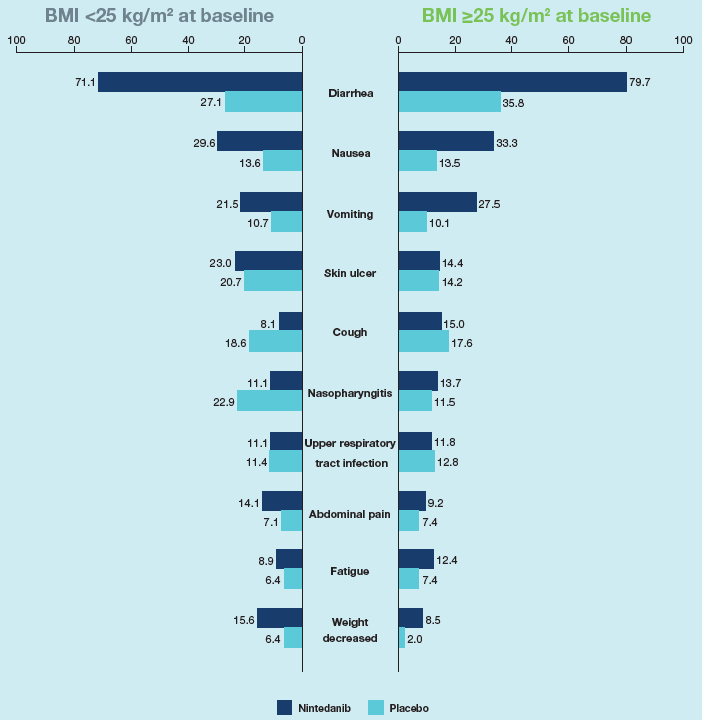 BMI <25 kg/m² at baseline
BMI ≥25 kg/m² at baseline
100 80 60 40 20 0
0 20 40 60 80 100
71.1 Diarrhea 79.7
27.1 35.8
29.6 Nausea 33.3
13.6 13.5
21.5 Vomiting 27.5
10.7 10.1
23.0 Skin ulcer 14.4
20.7 14.2
8.1 Cough 15.0
18.6 17.6
11.1 Nasopharyngitis 13.7
22.9 11.5
11.1 Upper respiratory 11.8
11.4 tract infection 12.8
14.1 Abdominal pain 9.2
7.1 7.4
8.9 Fatigue 12.4
6.4 7.4
15.6 Weight 8.5
6.4 decreased 2.0
Nintedanib Placebo